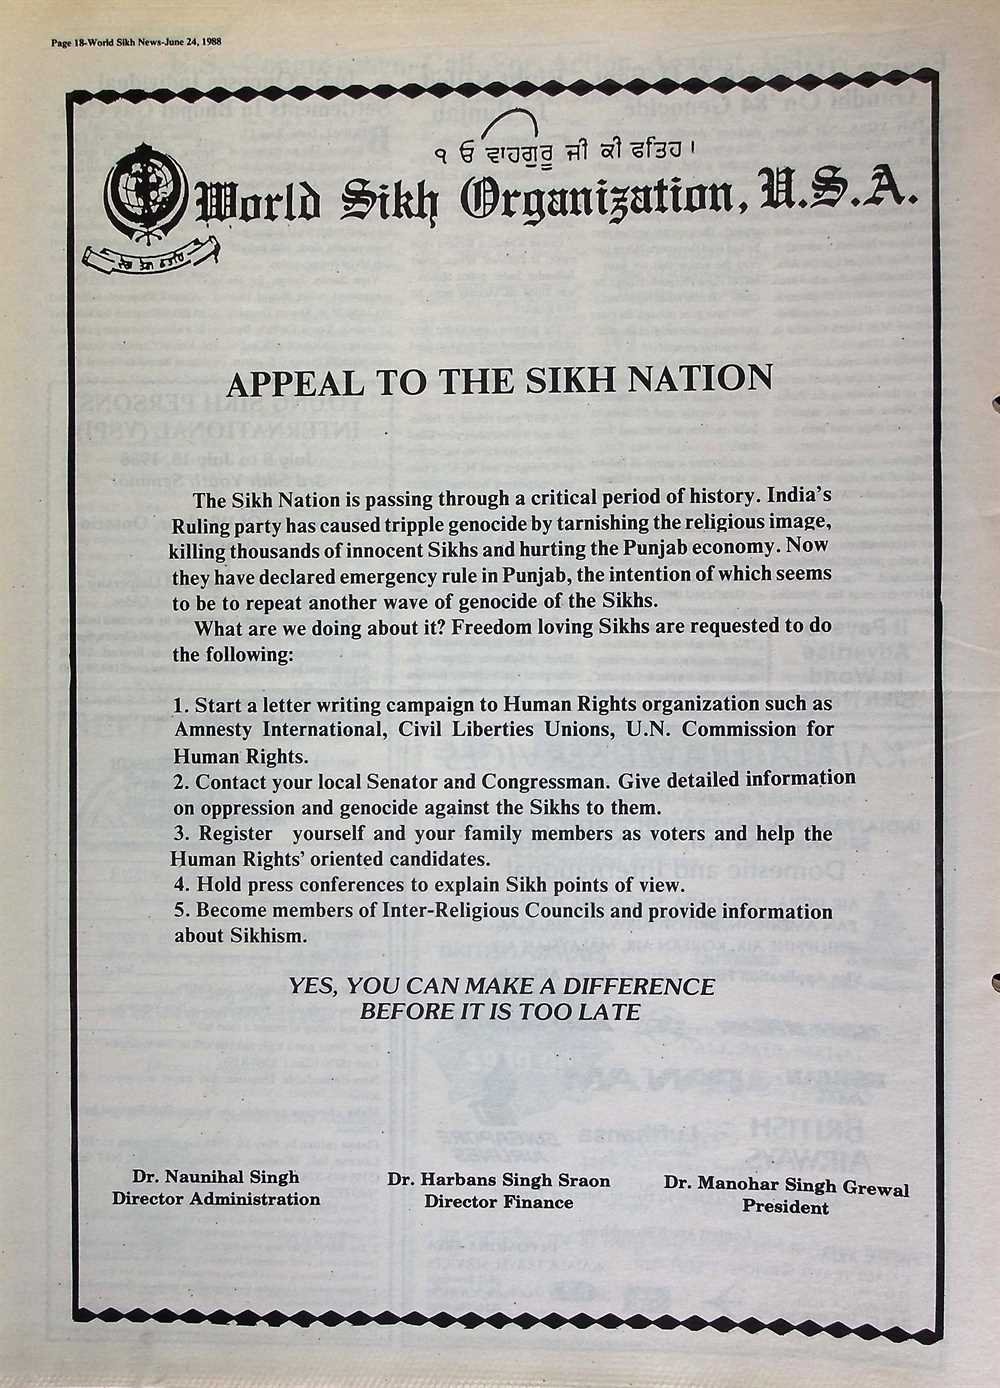 Page 18-World Sikh News-June 24, 1988
੧ ਓ ਵਾਹਗੁਰੂ ਜੀ ਕੀ ਫਤਿਹ।
World Sikh Organization, U.S.A.
ਦੇਗ ਤੇਗ ਫਤਹਿ
APPEAL TO THE SIKH NATION
The Sikh Nation is passing through a critical period of history. India's
Ruling party has caused tripple genocide by tarnishing the religious image,
killing thousands of innocent Sikhs and hurting the Punjab economy. Now
they have declared emergency rule in Punjab, the intention of which seems
to be to repeat another wave of genocide of the Sikhs.
What are we doing about it? Freedom loving Sikhs are requested to do
the following:
1. Start a letter writing campaign to Human Rights organization such as
Amnesty International, Civil Liberties Unions, U.N. Commission for
Human Rights.
2. Contact your local Senator and Congressman. Give detailed information
on oppression and genocide against the Sikhs to them.
3. Register yourself and your family members as voters and help the
Human Rights' oriented candidates.
4. Hold press conferences to explain Sikh points of view.
5. Become members of Inter-Religious Councils and provide information
about Sikhism.
YES, YOU CAN MAKE A DIFFERENCE
BEFORE IT IS TOO LATE
Dr. Naunihal Singh
Director Administration
Dr. Harbans Singh Sraon
Director Finance
Dr. Manohar Singh Grewal
President